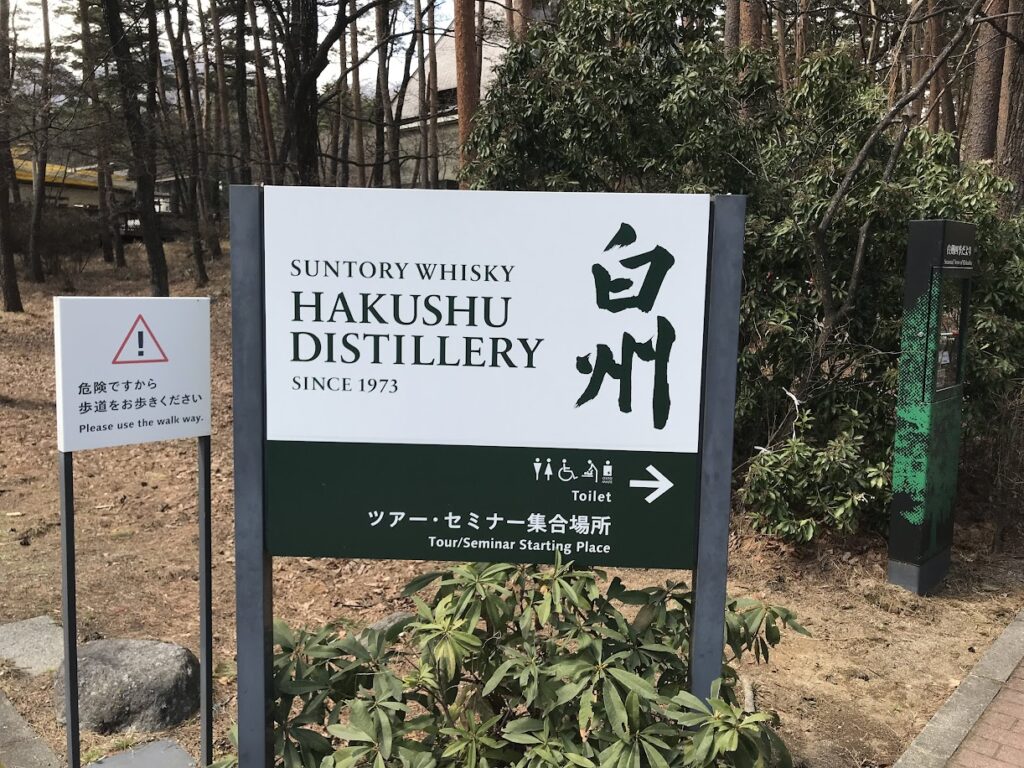 危険ですから
歩道をお歩きください
Please use the walk way.
SUNTORY WHISKY
HAKUSHU
DISTILLERY
SINCE 1973
白州
Toilet
ツアー・セミナー集合場所
Tour/Seminar Starting Place